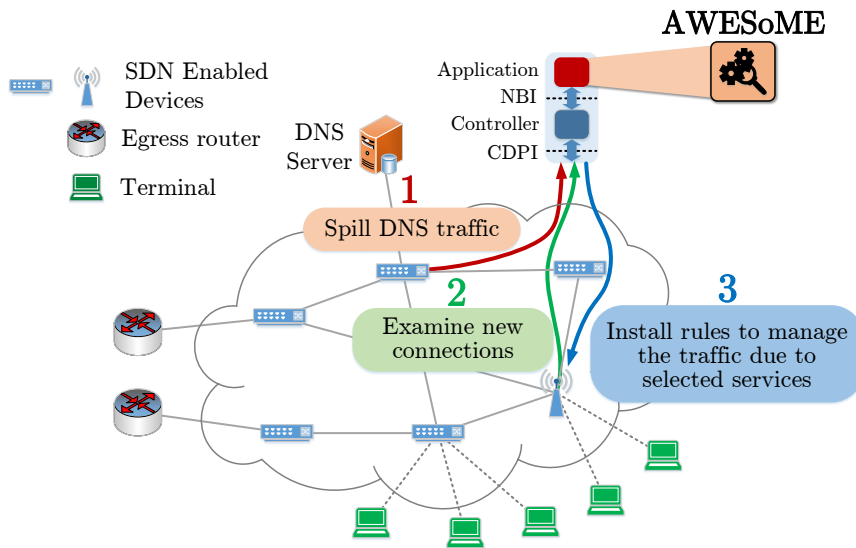 AWESoME
SDN Enabled
Devices
Egress router
Terminal
DNS
Server
Application
NBI
Controller
CDPI
1
Spill DNS traffic
2
Examine new
connections
3
Install rules to manage
the traffic due to
selected services